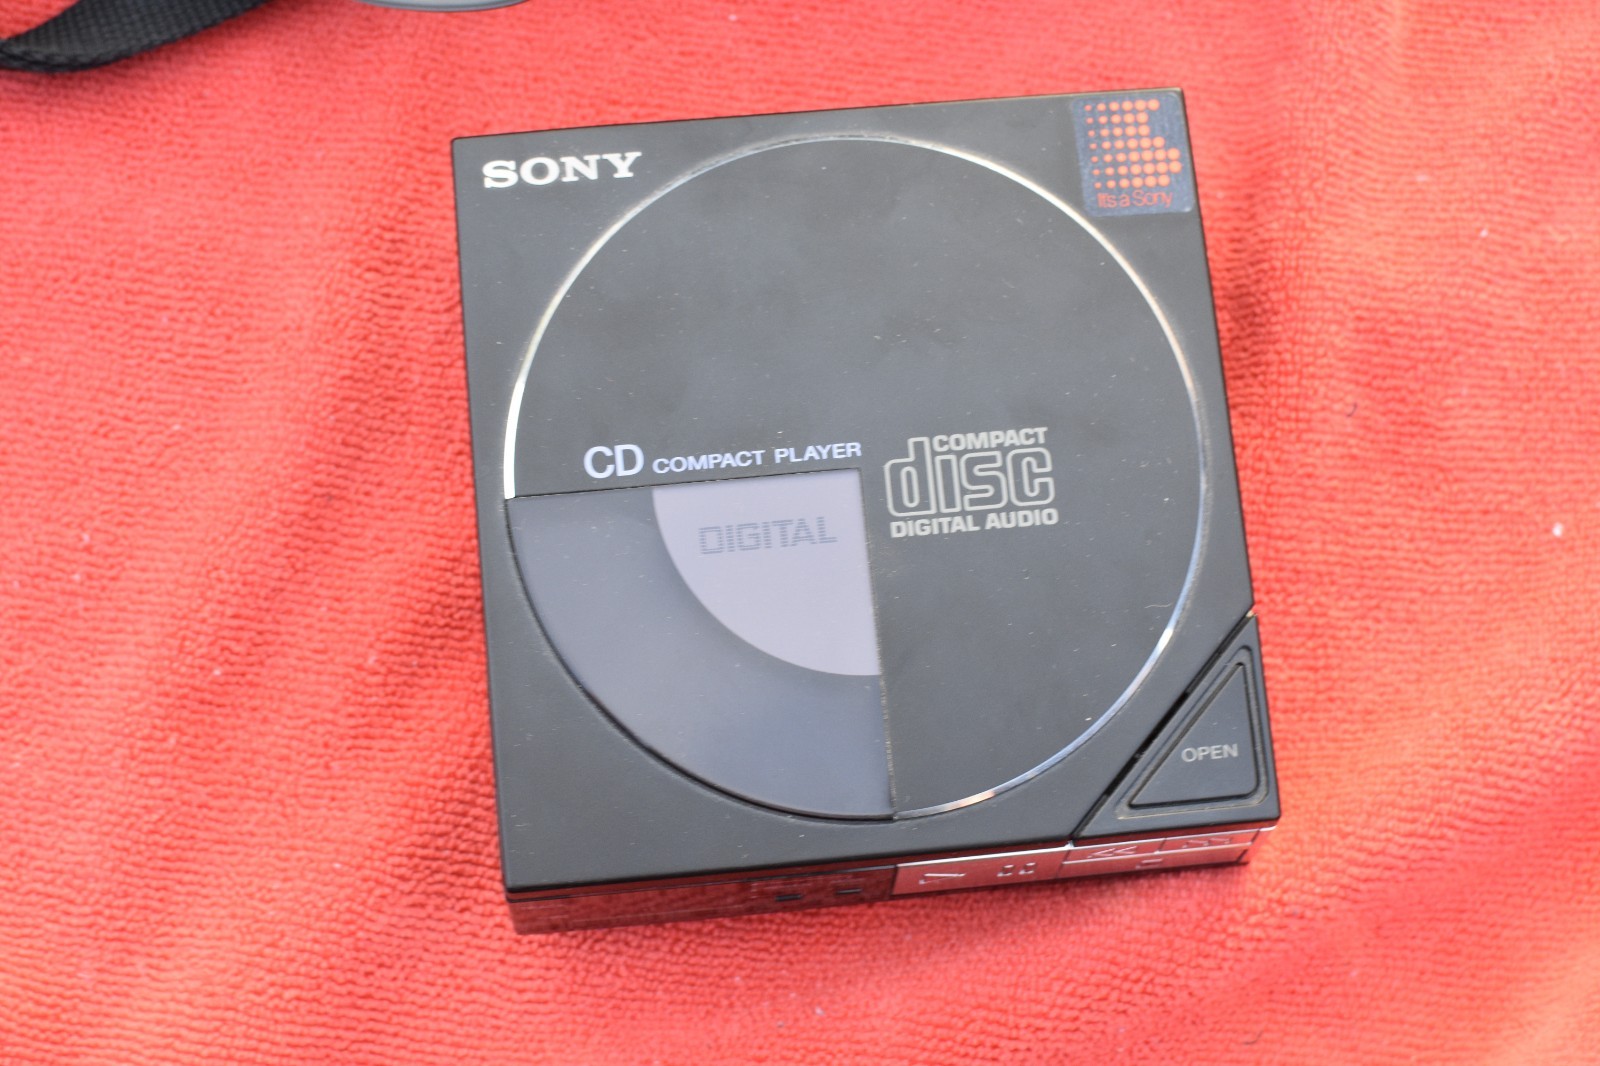 SONY
It's a Sony
CD COMPACT PLAYER
COMPACT
disc
DIGITAL AUDIO
DIGITAL
OPEN